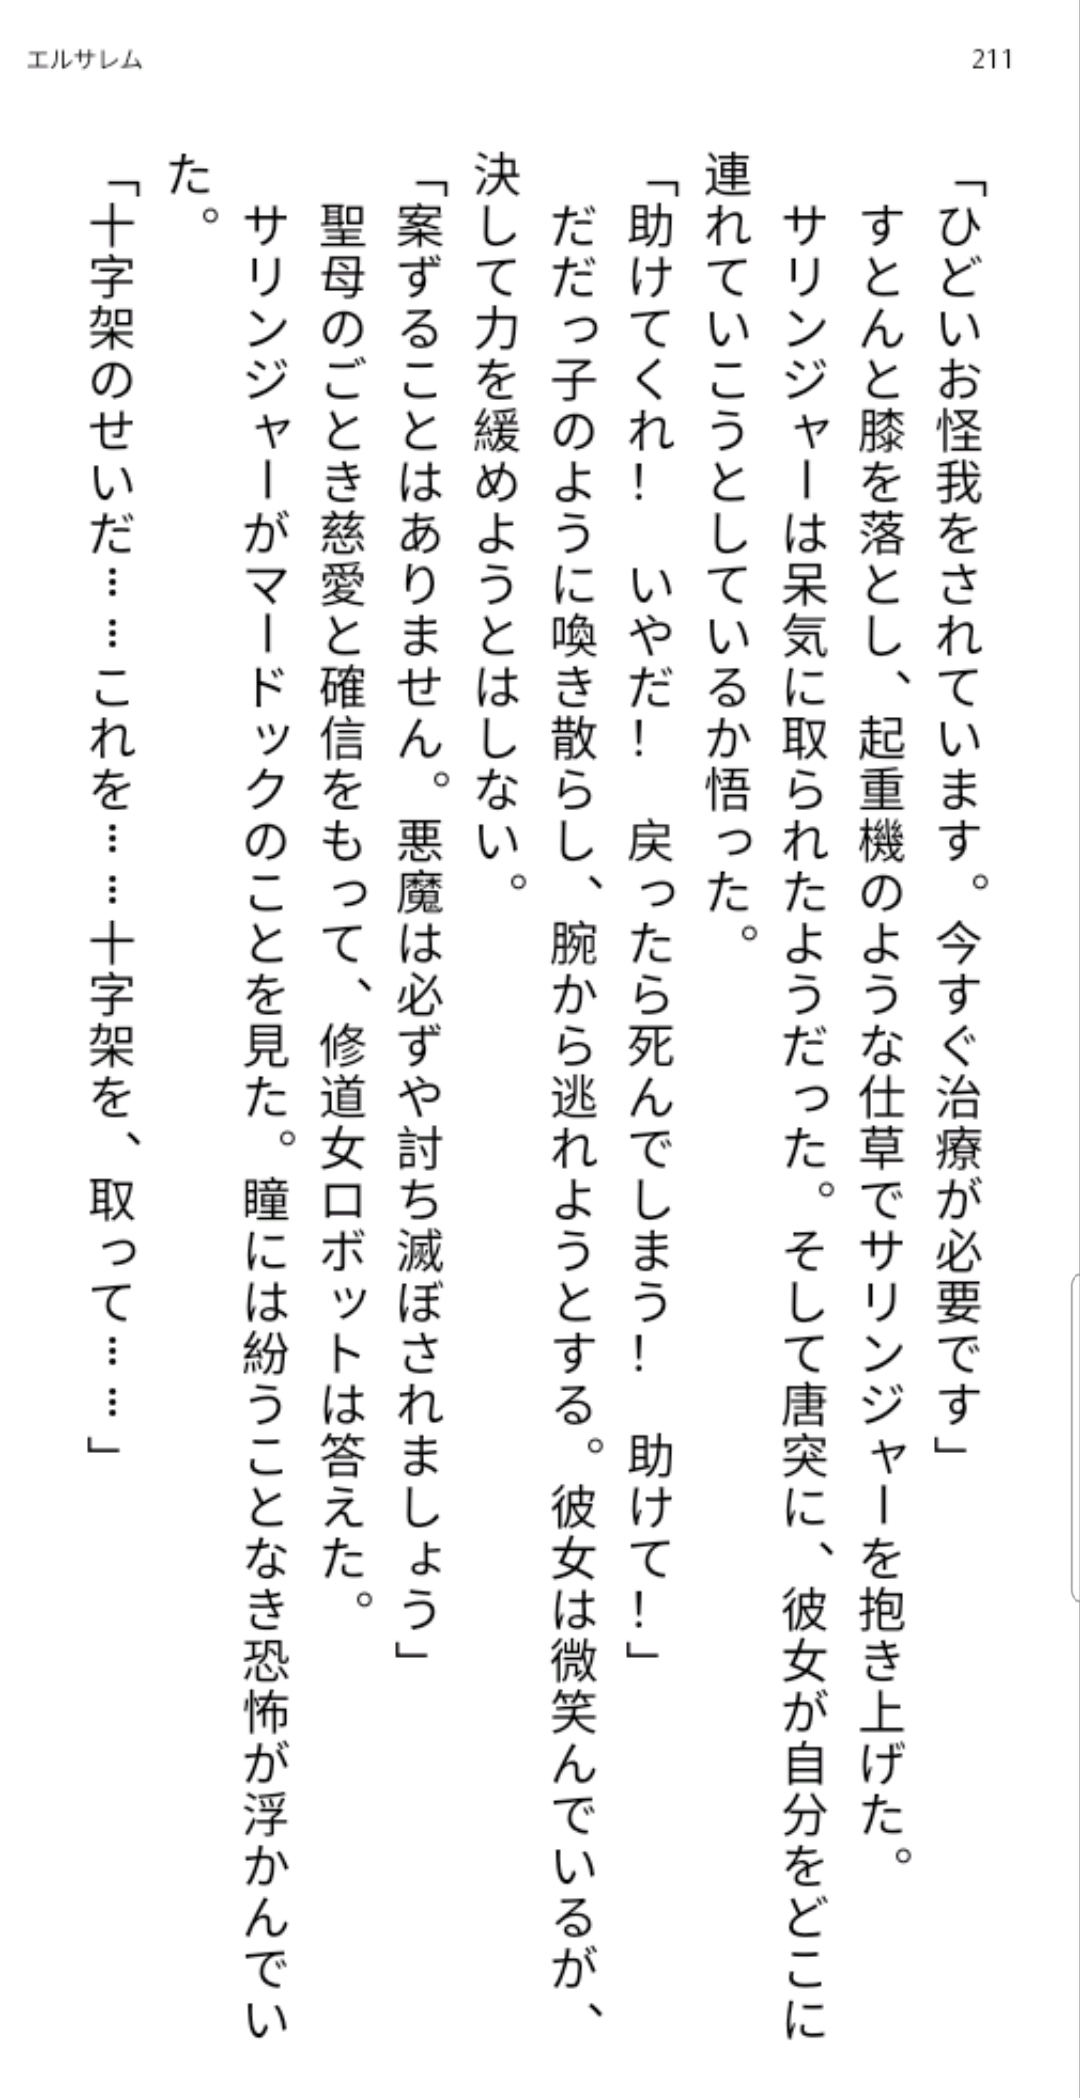 エルサレム
211
「ひどいお怪我をされています。今すぐ治療が必要です」
すとんと膝を落とし、起重機のような仕草でサリンジャーを抱き上げた。
サリンジャーは呆気に取られたようだった。そして唐突に、彼女が自分をどこに
連れていこうとしているか悟った。
「助けてくれ！　いやだ！　戻ったら死んでしまう！　助けて！」
だだっ子のように喚き散らし、腕から逃れようとする。彼女は微笑んでいるが、
決して力を緩めようとはしない。
「案ずることはありません。悪魔は必ずや討ち滅ぼされましょう」
聖母のごとき慈愛と確信をもって、修道女ロボットは答えた。
サリンジャーがマードックのことを見た。瞳には紛うことなき恐怖が浮かんでい
た。
「十字架のせいだ……これを……十字架を、取って……」